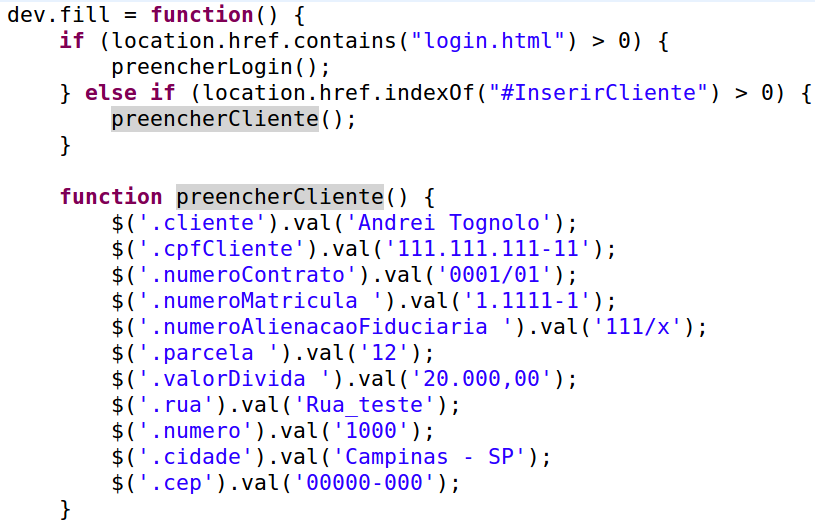 dev.fill = function() {
    if (location.href.contains("login.html") > 0) {
        preencherLogin();
    } else if (location.href.indexOf("#InserirCliente") > 0) {
        preencherCliente();
    }

    function preencherCliente() {
        $('.cliente').val('Andrei Tognolo');
        $('.cpfCliente').val('111.111.111-11');
        $('.numeroContrato').val('0001/01');
        $('.numeroMatricula ').val('1.1111-1');
        $('.numeroAlienacaoFiduciaria ').val('111/x');
        $('.parcela ').val('12');
        $('.valorDivida ').val('20.000,00');
        $('.rua').val('Rua_teste');
        $('.numero').val('1000');
        $('.cidade').val('Campinas - SP');
        $('.cep').val('00000-000');
    }